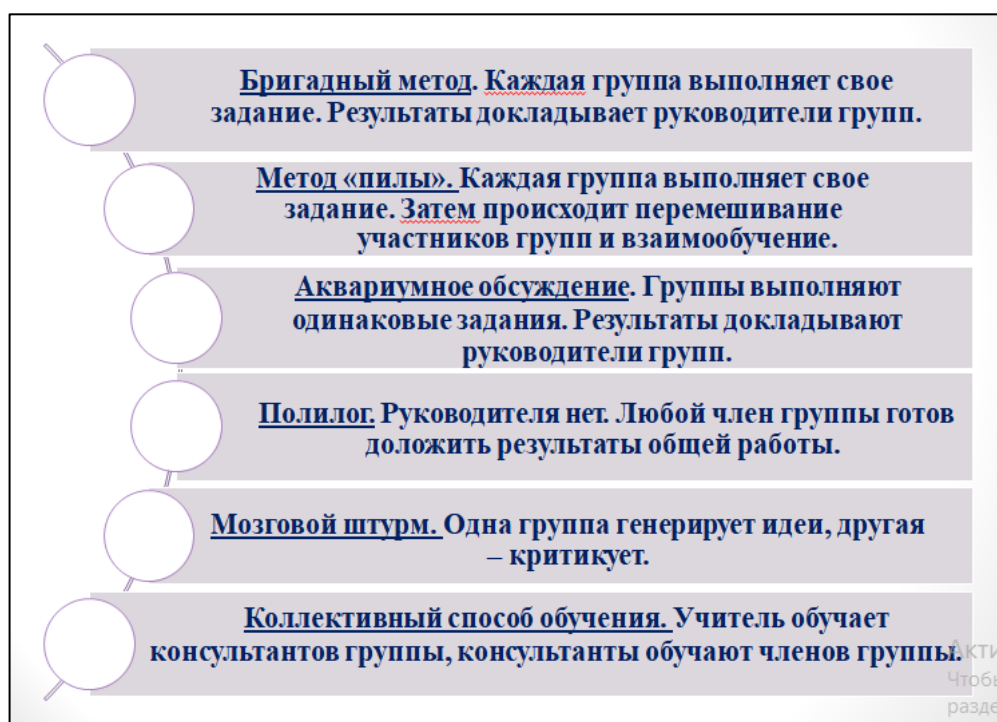 Бригадный метод. Каждая группа выполняет свое
задание. Результаты докладывает руководители групп.
Метод «пилы». Каждая группа выполняет свое
задание. Затем происходит перемешивание
участников групп и взаимообучение.
Аквариумное обсуждение. Группы выполняют
одинаковые задания. Результаты докладывают
руководители групп.
Полилог. Руководителя нет. Любой член группы готов
доложить результаты общей работы.
Мозговой штурм. Одна группа генерирует идеи, другая
– критикует.
Коллективный способ обучения. Учитель обучает
консультантов группы, консультанты обучают членов группы.
Акти
Чтобы
разде